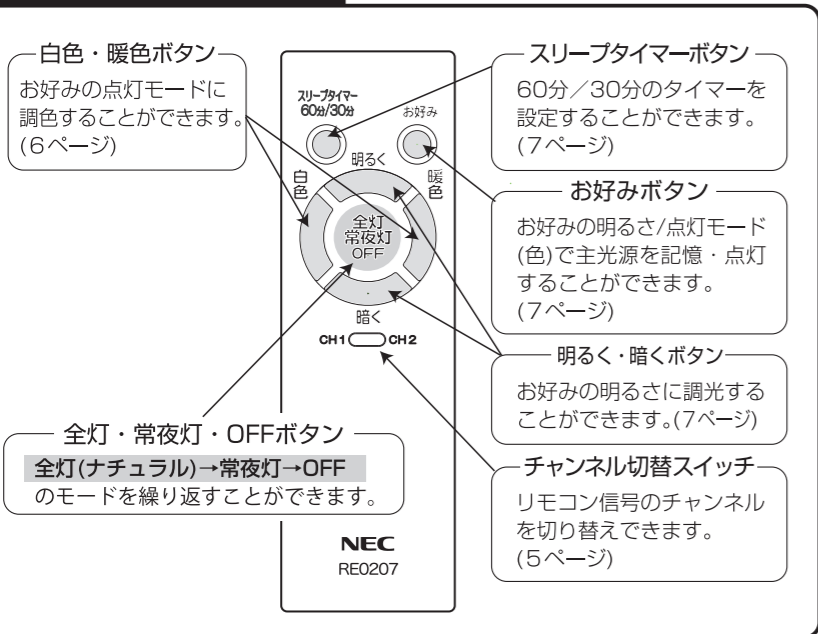 白色・暖色ボタン
お好みの点灯モードに
調色することができます。
(6ページ)
スリープタイマー
60分/30分
お好み
明るく
白色
暖色
全灯
常夜灯
OFF
暗く
CH1 CH2
全灯・常夜灯・OFFボタン
全灯(ナチュラル)→常夜灯→OFF
のモードを繰り返すことができます。
NEC
RE0207
スリープタイマーボタン
60分／30分のタイマーを
設定することができます。
(7ページ)
お好みボタン
お好みの明るさ/点灯モード
(色)で主光源を記憶・点灯
することができます。
(7ページ)
明るく・暗くボタン
お好みの明るさに調光する
ことができます。(7ページ)
チャンネル切替スイッチ
リモコン信号のチャンネル
を切り替えできます。
(5ページ)